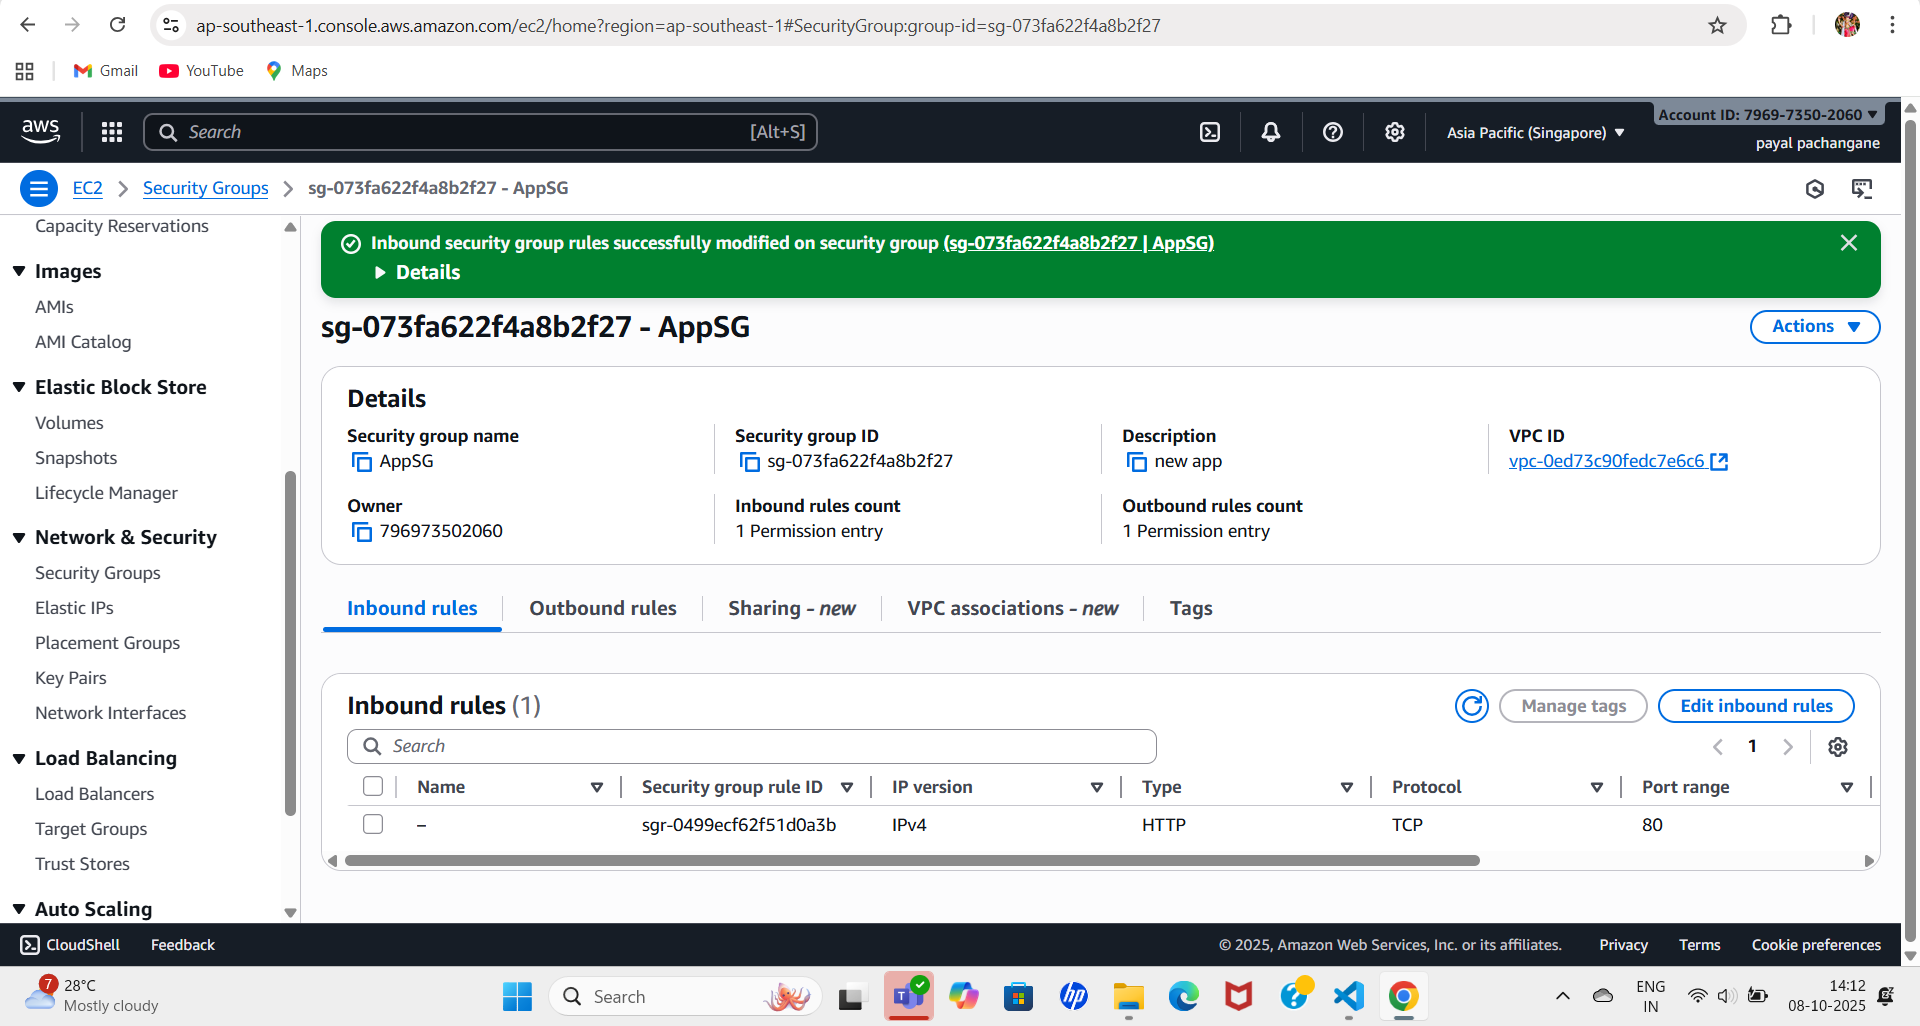 ap-southeast-1.console.aws.amazon.com/ec2/home?region=ap-southeast-1#SecurityGroup:group-id=sg-073fa622f4a8b2f27
Gmail
YouTube
Maps
aws
Search
[Alt+S]
Asia Pacific (Singapore)
Account ID: 7969-7350-2060
payal pachangane
EC2
Security Groups
sg-073fa622f4a8b2f27 - AppSG
Capacity Reservations
Images
AMIs
AMI Catalog
Elastic Block Store
Volumes
Snapshots
Lifecycle Manager
Network & Security
Security Groups
Elastic IPs
Placement Groups
Key Pairs
Network Interfaces
Load Balancing
Load Balancers
Target Groups
Trust Stores
Auto Scaling
Inbound security group rules successfully modified on security group (sg-073fa622f4a8b2f27 | AppSG)
Details
sg-073fa622f4a8b2f27 - AppSG
Actions
Details
Security group name
AppSG
Security group ID
sg-073fa622f4a8b2f27
Description
new app
VPC ID
vpc-0ed73c90fedc7e6c6
Owner
796973502060
Inbound rules count
1 Permission entry
Outbound rules count
1 Permission entry
Inbound rules
Outbound rules
Sharing - new
VPC associations - new
Tags
Inbound rules (1)
Manage tags
Edit inbound rules
Search
1
Name
Security group rule ID
IP version
Type
Protocol
Port range
–
sgr-0499ecf62f51d0a3b
IPv4
HTTP
TCP
80
CloudShell
Feedback
© 2025, Amazon Web Services, Inc. or its affiliates.
Privacy
Terms
Cookie preferences
7
28°C
Mostly cloudy
Search
ENG
IN
14:12
08-10-2025